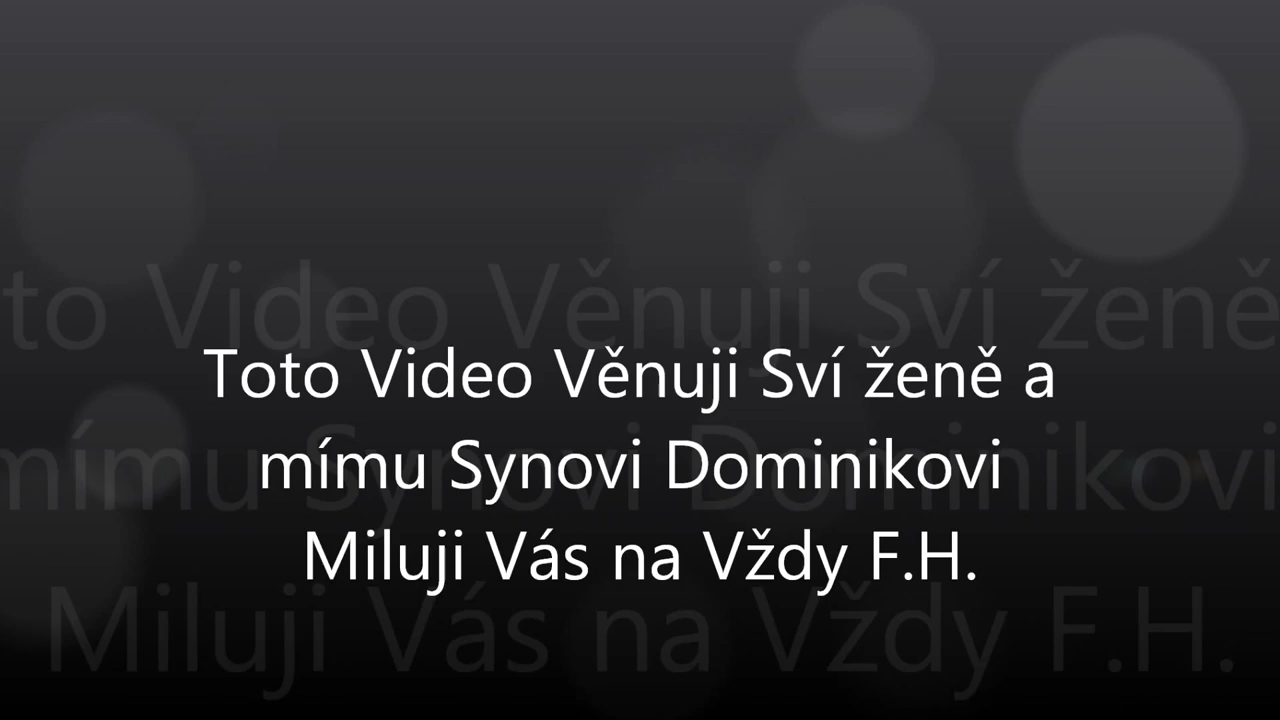 Toto Video Věnuji Sví ženě a
mímu Synovi Dominikovi
Miluji Vás na Vždy F.H.